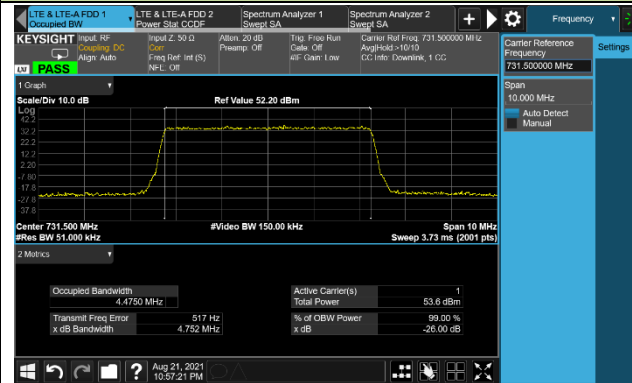 LTE & LTE-A FDD 1
Occupied BW
LTE & LTE-A FDD 2
Power Stat CCDF
Spectrum Analyzer 1
Swept SA
Spectrum Analyzer 2
Swept SA
Frequency
KEYSIGHT
Input: RF
Coupling: DC
Align: Auto
Input Z: 50 Ω
Corr
Freq Ref: Int (S)
NFE: Off
Atten: 20 dB
Preamp: Off
Trig: Free Run
Gate: Off
#IF Gain: Low
Carrier Ref Freq: 731.500000 MHz
Avg|Hold:>10/10
CC Info: Downlink, 1 CC
LXI
PASS
Carrier Reference
Frequency
731.500000 MHz
Settings
Span
10.000 MHz
Auto Detect
Manual
1 Graph
Scale/Div 10.0 dB
Ref Value 52.20 dBm
Log
42.2
32.2
22.2
12.2
2.20
-7.80
-17.8
-27.8
-37.8
Center 731.500 MHz
#Video BW 150.00 kHz
Span 10 MHz
#Res BW 51.000 kHz
Sweep 3.73 ms (2001 pts)
2 Metrics
Occupied Bandwidth
4.4750 MHz
Active Carrier(s) 1
Total Power 53.6 dBm
Transmit Freq Error 517 Hz
x dB Bandwidth 4.752 MHz
% of OBW Power 99.00 %
x dB -26.00 dB
?
Aug 21, 2021
10:57:21 PM